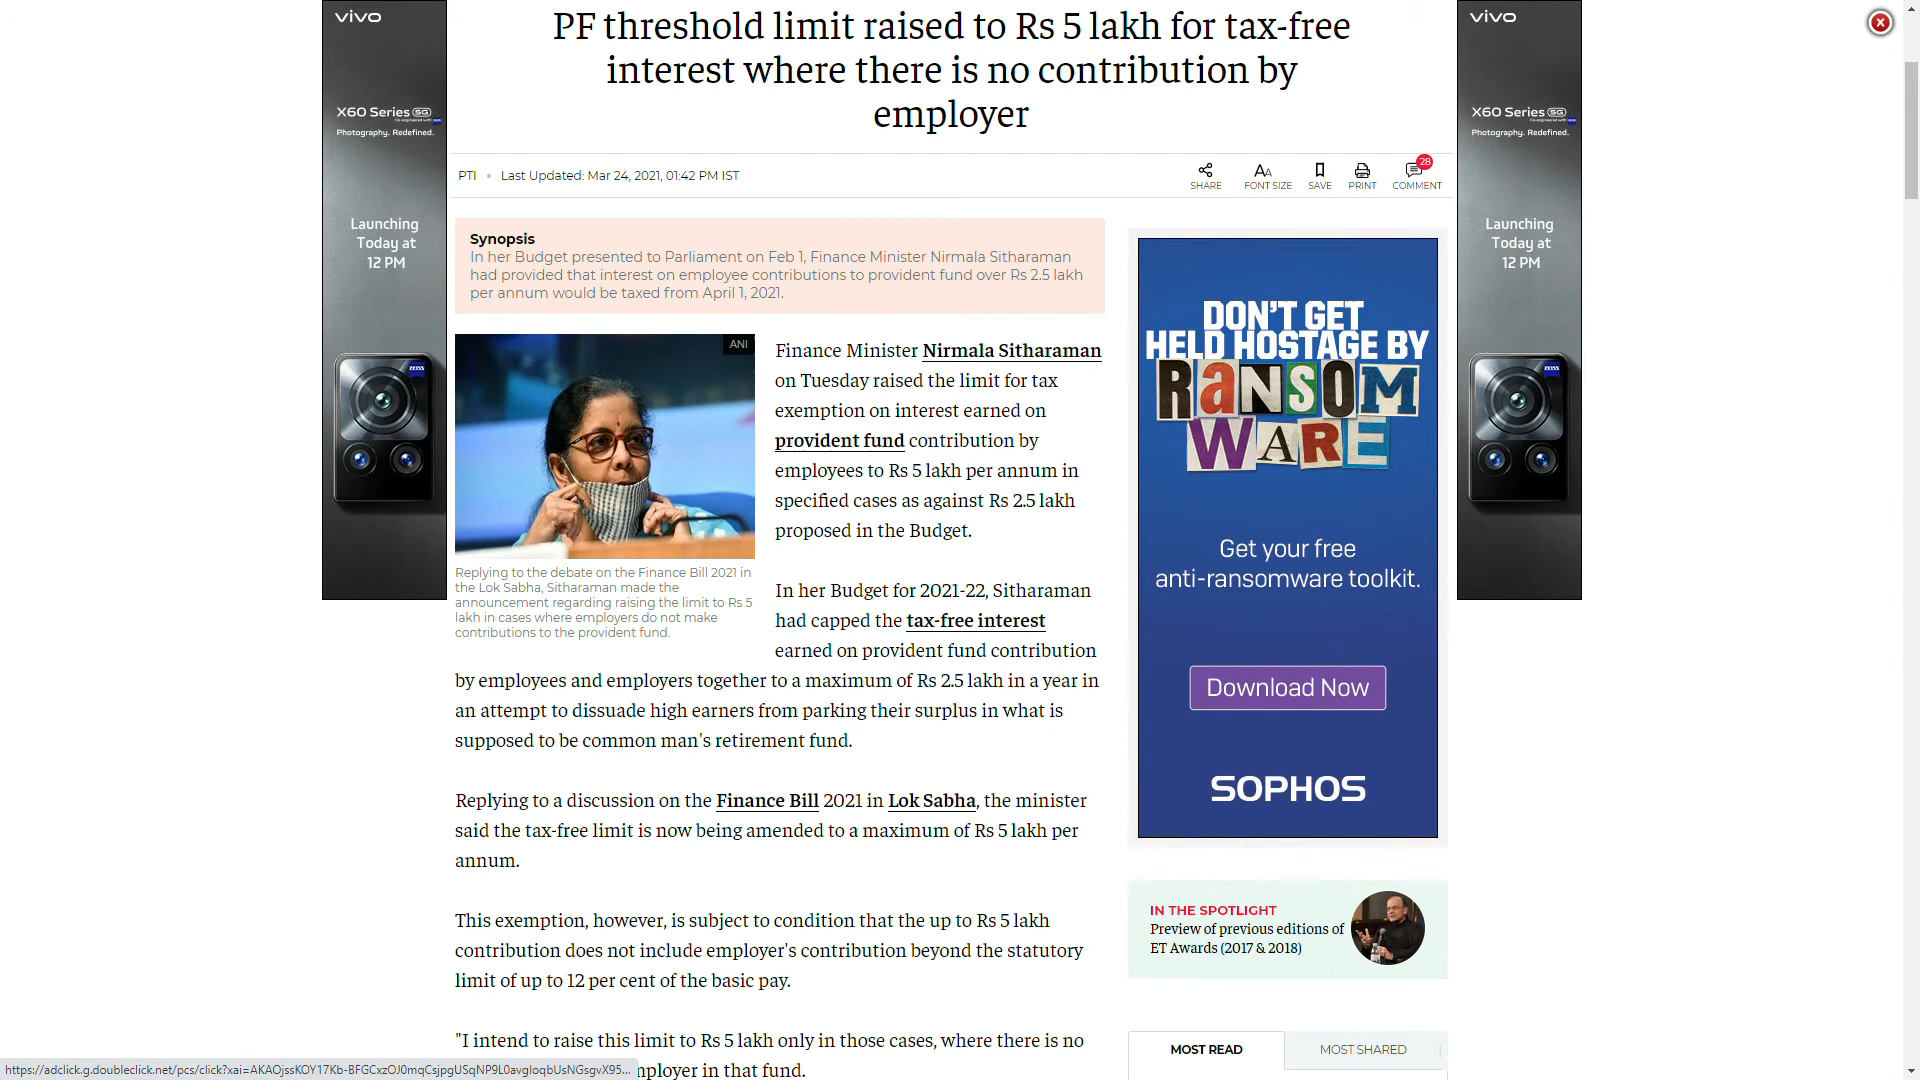 vivo
X60 Series 5G
Photography. Redefined.
Launching
Today at
12 PM
ZEISS
PF threshold limit raised to Rs 5 lakh for tax-free
interest where there is no contribution by
employer
PTI • Last Updated: Mar 24, 2021, 01:42 PM IST
SHARE
FONT SIZE
SAVE
PRINT
28
COMMENT
Synopsis
In her Budget presented to Parliament on Feb 1, Finance Minister Nirmala Sitharaman
had provided that interest on employee contributions to provident fund over Rs 2.5 lakh
per annum would be taxed from April 1, 2021.
ANI
Replying to the debate on the Finance Bill 2021 in
the Lok Sabha, Sitharaman made the
announcement regarding raising the limit to Rs 5
lakh in cases where employers do not make
contributions to the provident fund.
Finance Minister Nirmala Sitharaman
on Tuesday raised the limit for tax
exemption on interest earned on
provident fund contribution by
employees to Rs 5 lakh per annum in
specified cases as against Rs 2.5 lakh
proposed in the Budget.
In her Budget for 2021-22, Sitharaman
had capped the tax-free interest
earned on provident fund contribution
by employees and employers together to a maximum of Rs 2.5 lakh in a year in
an attempt to dissuade high earners from parking their surplus in what is
supposed to be common man's retirement fund.
Replying to a discussion on the Finance Bill 2021 in Lok Sabha, the minister
said the tax-free limit is now being amended to a maximum of Rs 5 lakh per
annum.
This exemption, however, is subject to condition that the up to Rs 5 lakh
contribution does not include employer's contribution beyond the statutory
limit of up to 12 per cent of the basic pay.
"I intend to raise this limit to Rs 5 lakh only in those cases, where there is no
mployer in that fund.
https://adclick.g.doubleclick.net/pcs/click?xai=AKAOjssKOY17Kb-BFGCxzOJ0mqCsjpgUSqNP9L0avgloqbUsNGsgvX95...
DON'T GET
HELD HOSTAGE BY
RANSOM
WARE
Get your free
anti-ransomware toolkit.
Download Now
SOPHOS
IN THE SPOTLIGHT
Preview of previous editions of
ET Awards (2017 & 2018)
MOST READ
MOST SHARED
vivo
X60 Series 5G
Photography. Redefined.
Launching
Today at
12 PM
ZEISS